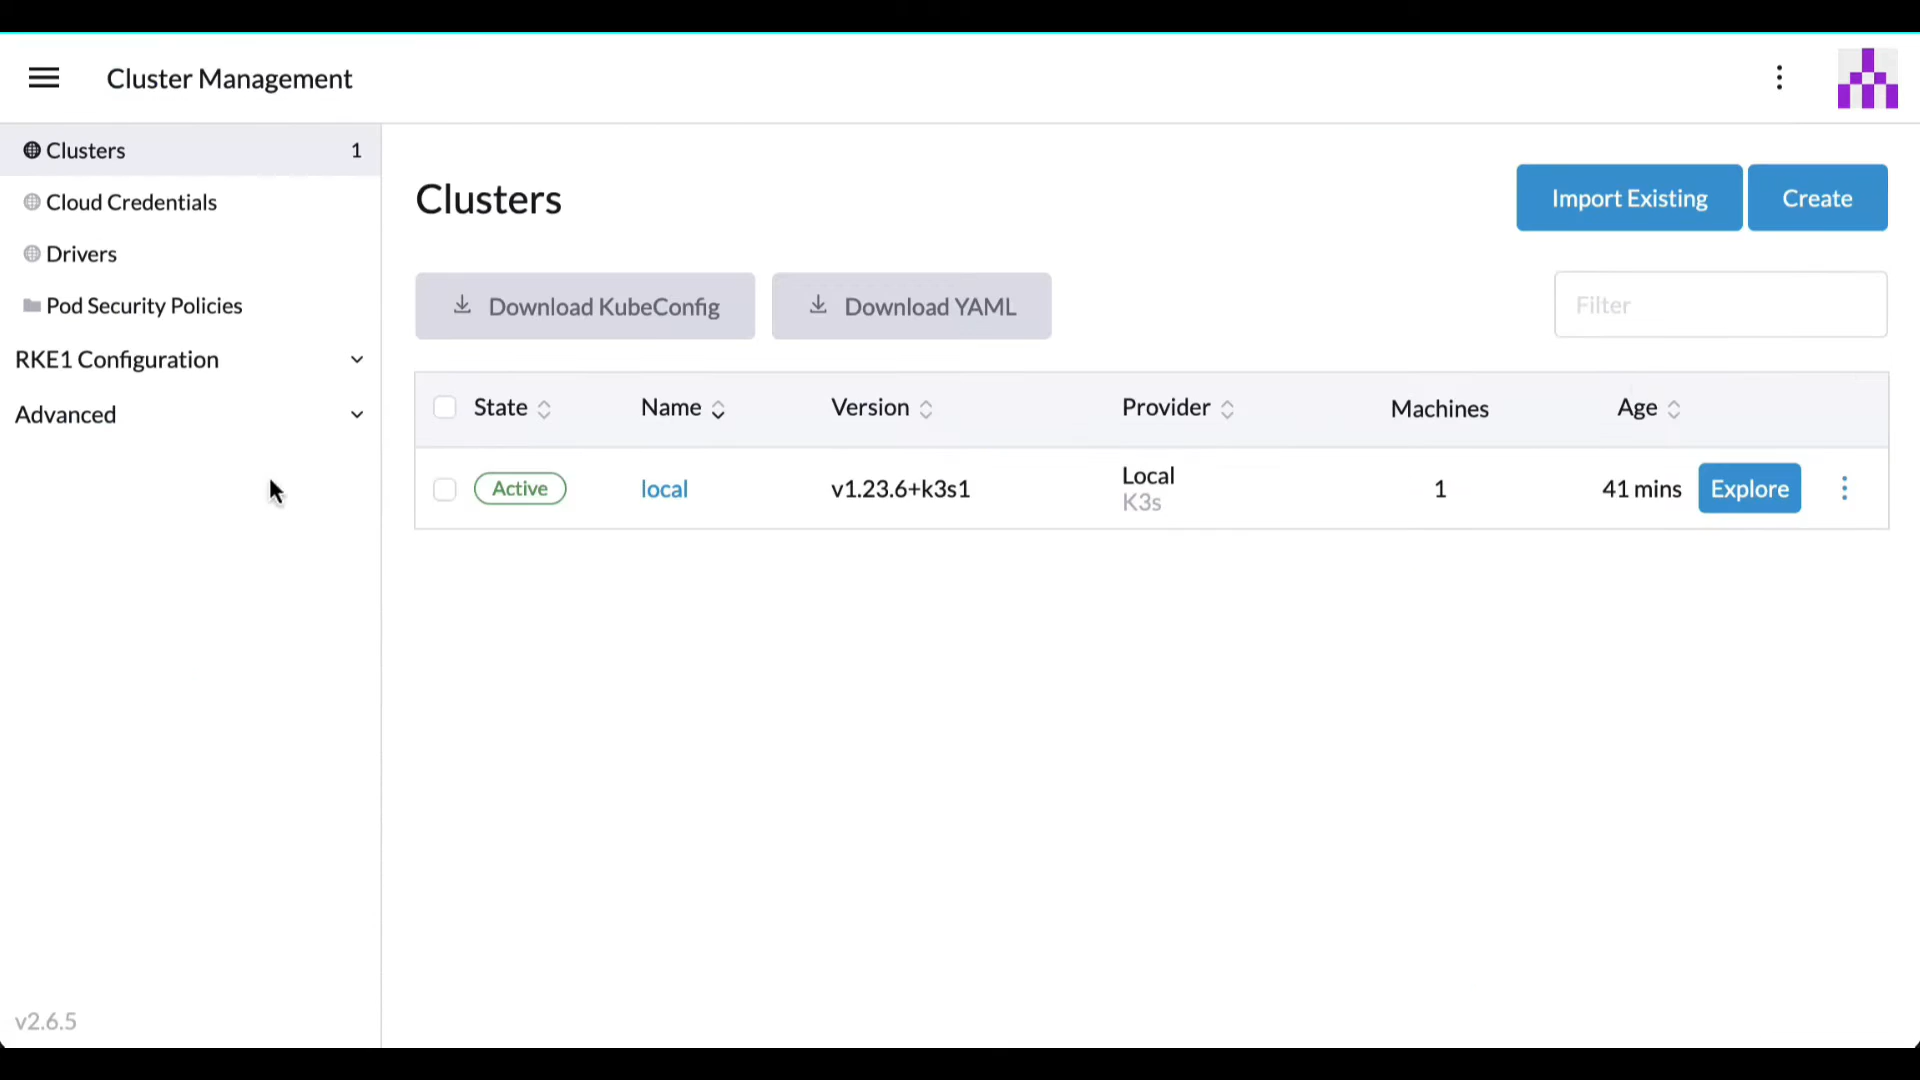 Cluster Management
Clusters 1
Cloud Credentials
Drivers
Pod Security Policies
RKE1 Configuration
Advanced
v2.6.5
Clusters
Import Existing
Create
Download KubeConfig
Download YAML
Filter
State Name Version Provider Machines Age
Active local v1.23.6+k3s1 Local 1 41 mins Explore
K3s